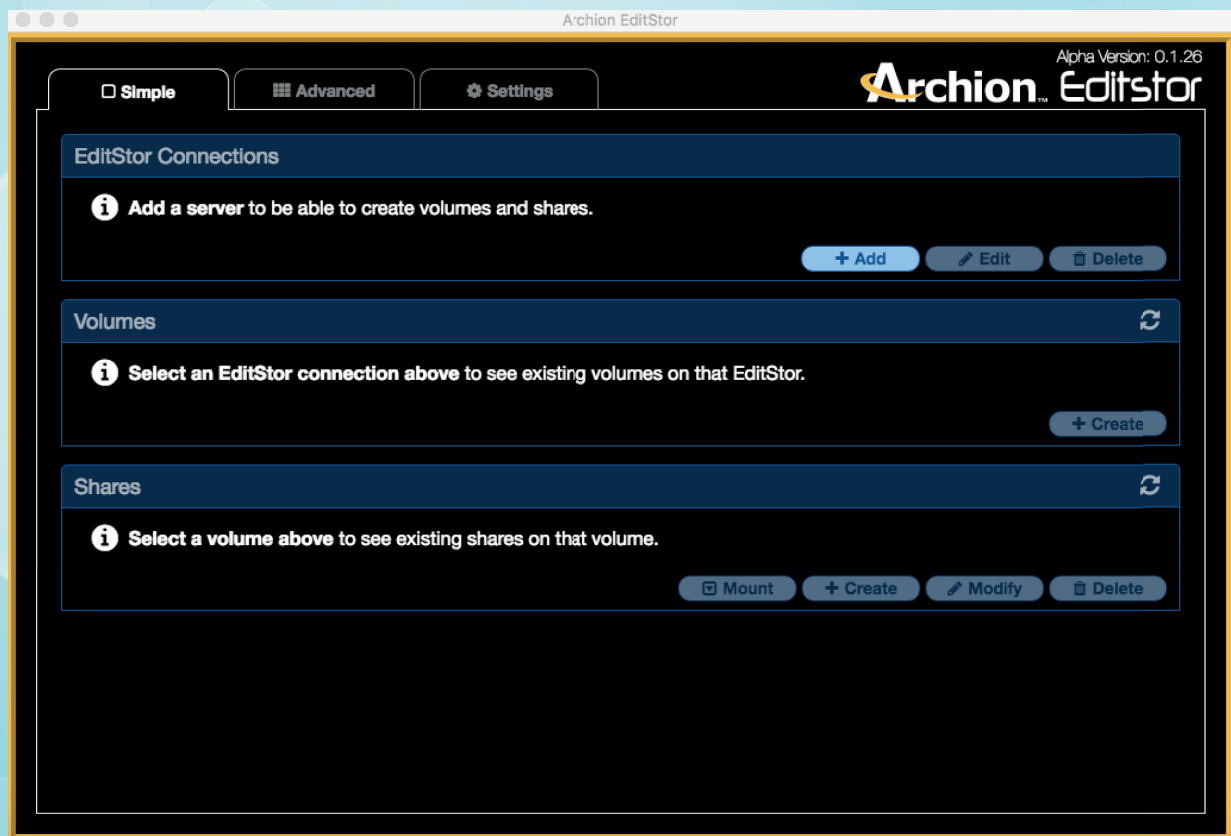 Archion EditStor
Alpha Version: 0.1.26
Simple
Advanced
Settings
Archion™ Editstor
EditStor Connections
Add a server to be able to create volumes and shares.
+ Add
Edit
Delete
Volumes
Select an EditStor connection above to see existing volumes on that EditStor.
+ Create
Shares
Select a volume above to see existing shares on that volume.
Mount
+ Create
Modify
Delete